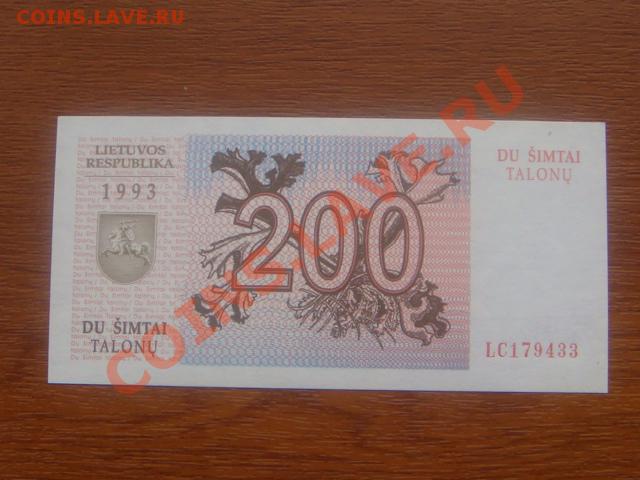 COINS.LAVE.RU
LIETUVOS
RESPUBLIKA
1993
DU ŠIMTAI
TALONŲ
200
DU ŠIMTAI
TALONŲ
LC179433
COINS.LAVE.RU